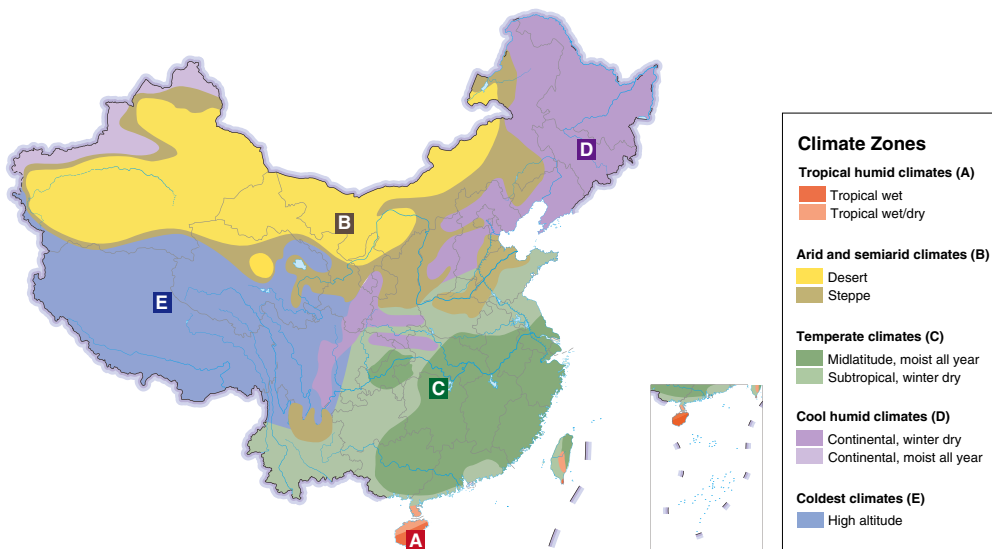 D
B
E
C
A
Climate Zones
Tropical humid climates (A)
Tropical wet
Tropical wet/dry
Arid and semiarid climates (B)
Desert
Steppe
Temperate climates (C)
Midlatitude, moist all year
Subtropical, winter dry
Cool humid climates (D)
Continental, winter dry
Continental, moist all year
Coldest climates (E)
High altitude